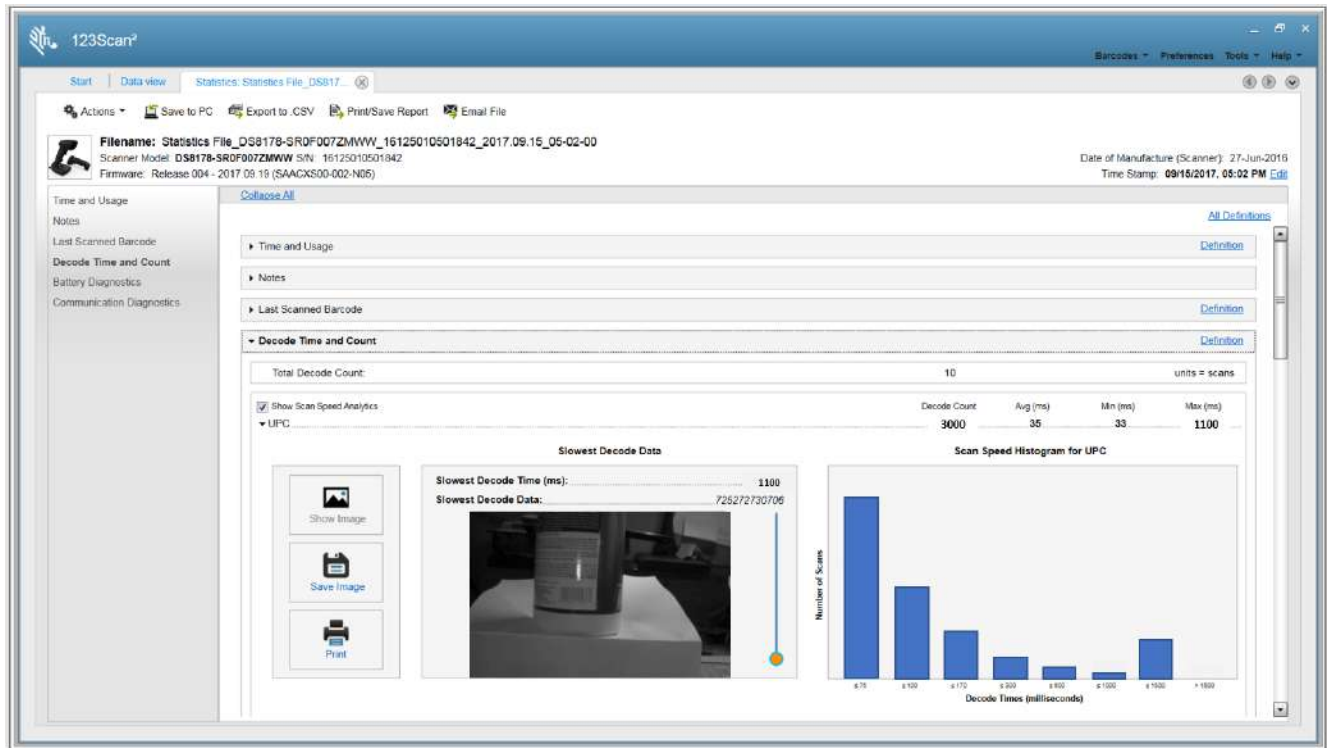 123Scan²
Barcodes Preferences Tools Help
Start Data view Statistics: Statistics File_DS817...
Actions Save to PC Export to .CSV Print/Save Report Email File
Filename: Statistics File_DS8178-SR0F007ZMWW_16125010501842_2017.09.15_05-02-00
Scanner Model: DS8178-SR0F007ZMWW S/N: 16125010501842 Date of Manufacture (Scanner): 27-Jun-2016
Firmware: Release 004 - 2017 09 19 (SAACXS00-002-N05) Time Stamp: 09/15/2017, 05:02 PM Edit
Time and Usage
Notes
Last Scanned Barcode
Decode Time and Count
Battery Diagnostics
Communication Diagnostics
Collapse All
All Definitions
Time and Usage Definition
Notes
Last Scanned Barcode Definition
Decode Time and Count Definition
Total Decode Count: 10 units = scans
Show Scan Speed Analytics Decode Count Avg (ms) Min (ms) Max (ms)
UPC 3000 35 33 1100
Slowest Decode Data
Show Image
Save Image
Print
Slowest Decode Time (ms): 1100
Slowest Decode Data: 725272730706
Scan Speed Histogram for UPC
Number of Scans
Decode Times (milliseconds)